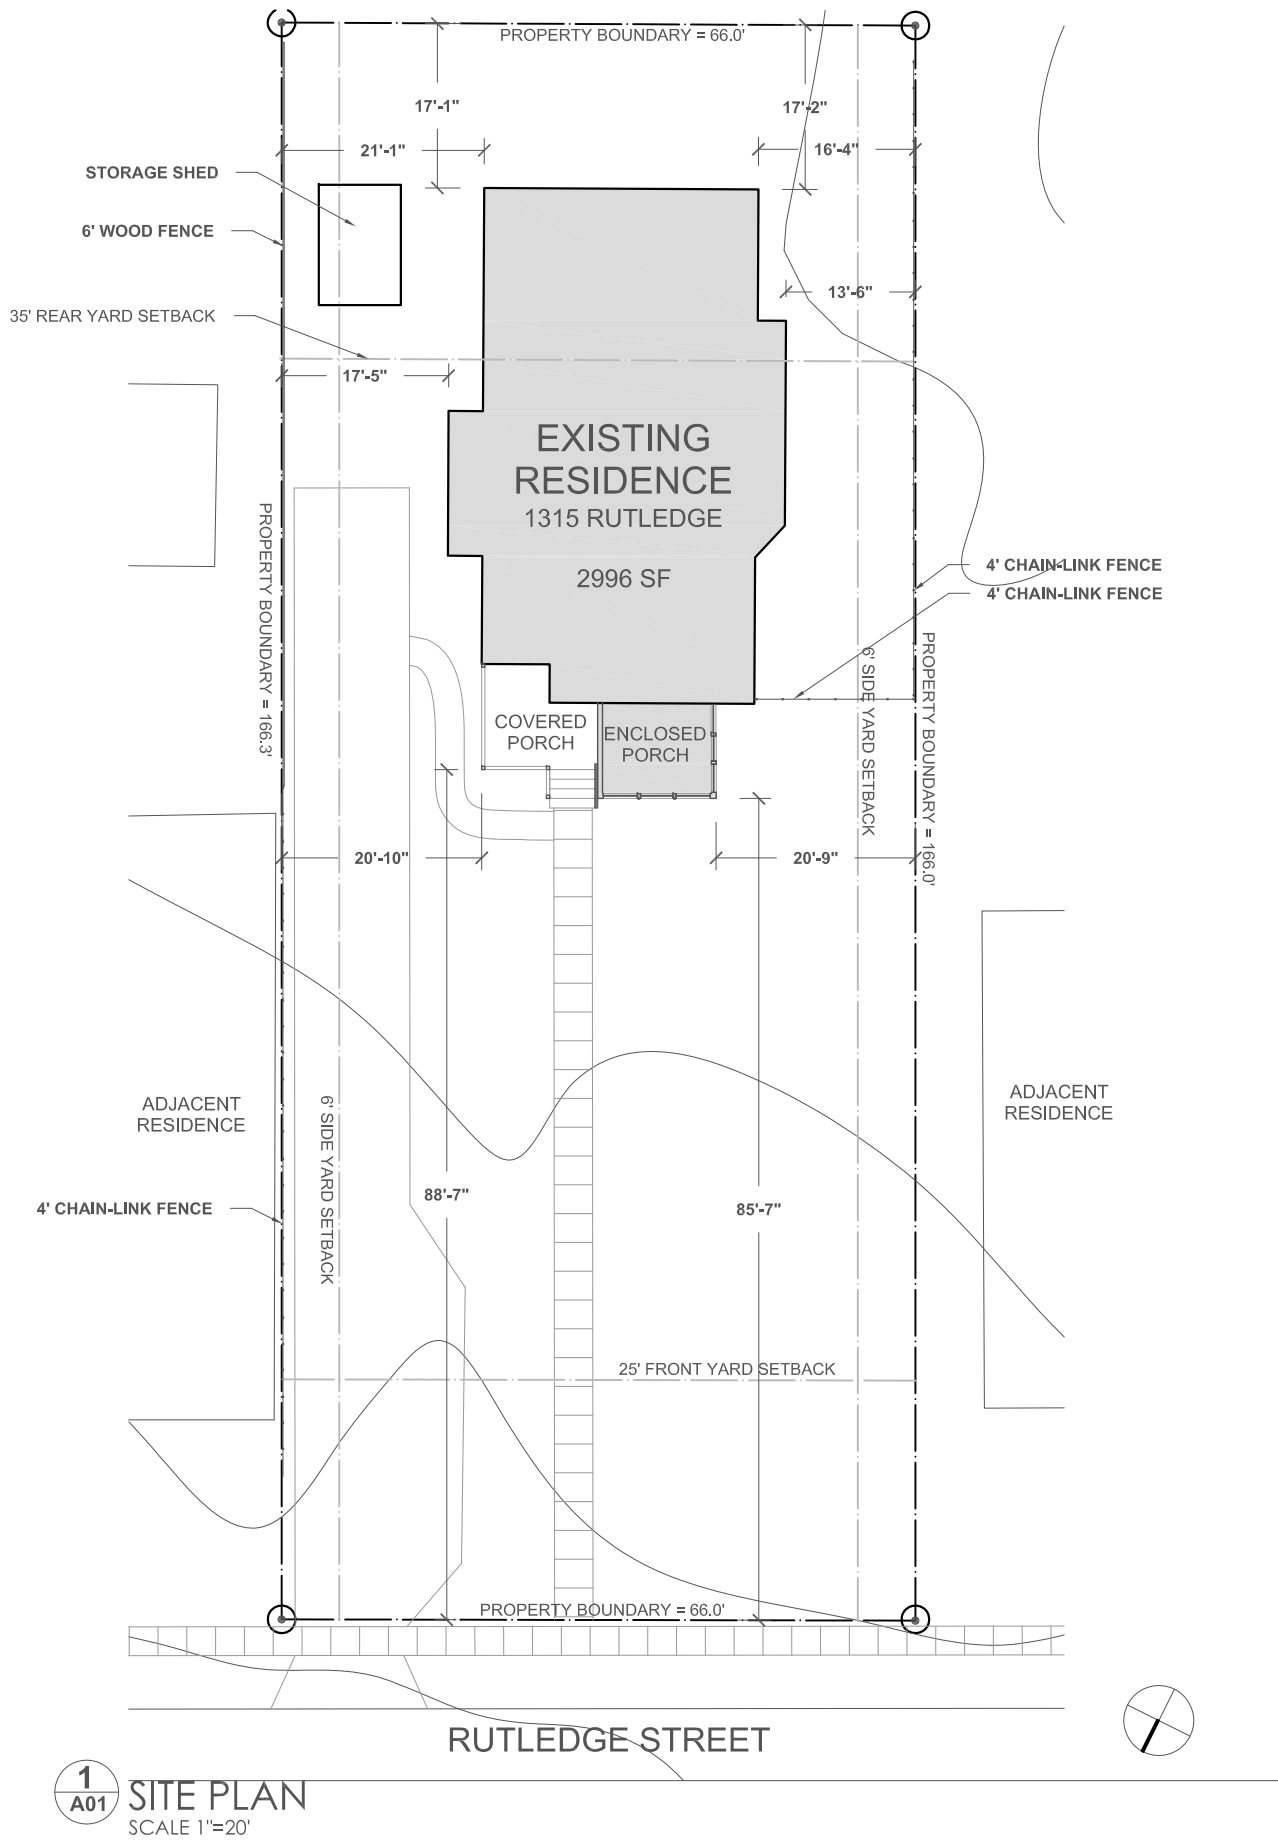 PROPERTY BOUNDARY = 66.0'
17'-1"
17'-2"
21'-1"
16'-4"
STORAGE SHED
6' WOOD FENCE
13'-6"
35' REAR YARD SETBACK
17'-5"
EXISTING
RESIDENCE
1315 RUTLEDGE
2996 SF
PROPERTY BOUNDARY = 166.3'
4' CHAIN-LINK FENCE
4' CHAIN-LINK FENCE
6' SIDE YARD SETBACK
PROPERTY BOUNDARY = 166.0'
COVERED
PORCH
ENCLOSED
PORCH
20'-10"
20'-9"
ADJACENT
RESIDENCE
6' SIDE YARD SETBACK
ADJACENT
RESIDENCE
88'-7"
85'-7"
4' CHAIN-LINK FENCE
25' FRONT YARD SETBACK
PROPERTY BOUNDARY = 66.0'
RUTLEDGE STREET
1
A01
SITE PLAN
SCALE 1"=20'